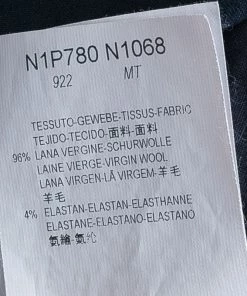 N1P780 N1068
922 MT
TESSUTO-GEWEBE-TISSUS-FABRIC
TEJIDO-TECIDO-面料-面料
96% LANA VERGINE-SCHURWOLLE
LAINE VIERGE-VIRGIN WOOL
LANA VIRGEN-LÃ VIRGEM-羊毛
羊毛
4% ELASTAN-ELASTAN-ELASTHANNE
ELASTANE-ELASTANO-ELASTANO
氨綸-氨纶